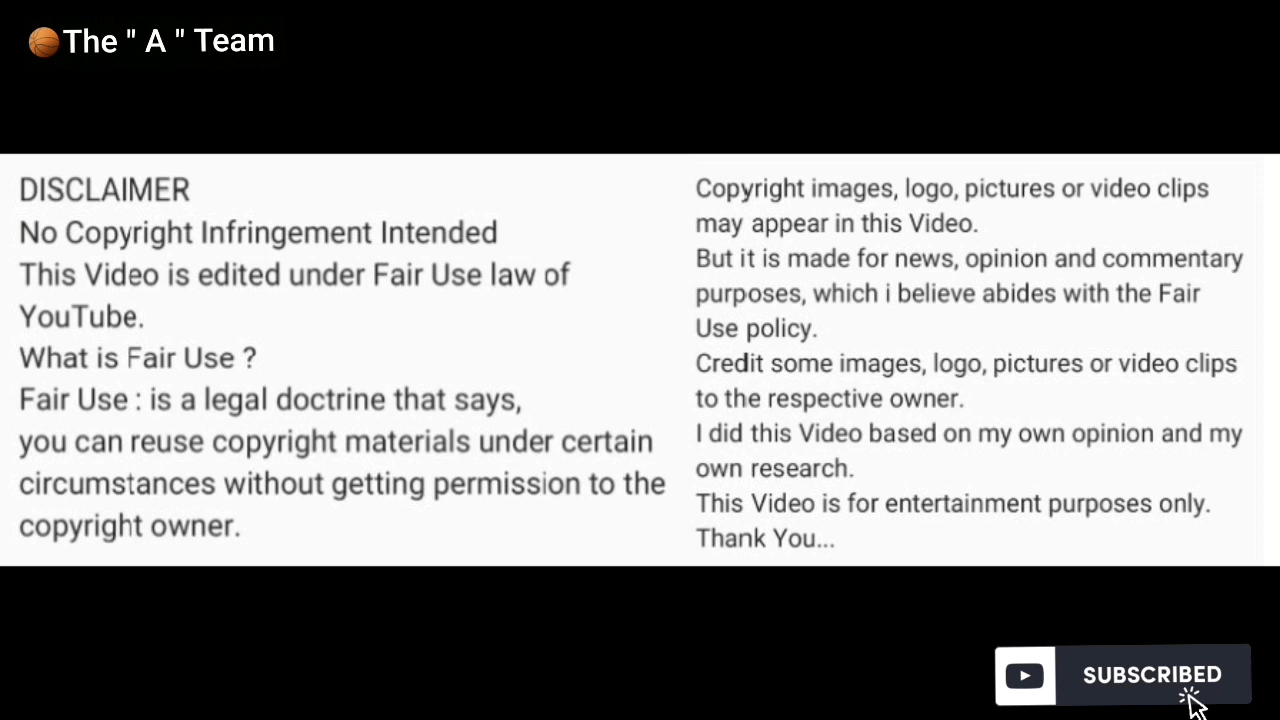 The " A " Team
DISCLAIMER
No Copyright Infringement Intended
This Video is edited under Fair Use law of
YouTube.
What is Fair Use ?
Fair Use : is a legal doctrine that says,
you can reuse copyright materials under certain
circumstances without getting permission to the
copyright owner.
Copyright images, logo, pictures or video clips
may appear in this Video.
But it is made for news, opinion and commentary
purposes, which i believe abides with the Fair
Use policy.
Credit some images, logo, pictures or video clips
to the respective owner.
I did this Video based on my own opinion and my
own research.
This Video is for entertainment purposes only.
Thank You...
SUBSCRIBED